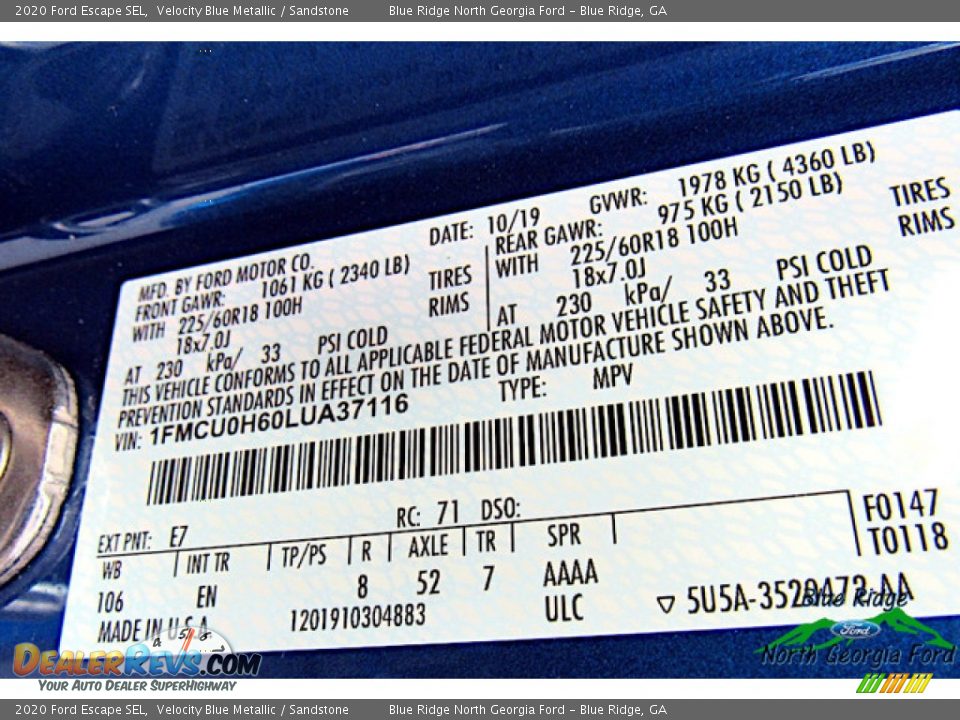 2020 Ford Escape SEL, Velocity Blue Metallic / Sandstone Blue Ridge North Georgia Ford - Blue Ridge, GA
MFD. BY FORD MOTOR CO. DATE: 10/19 GVWR: 1978 KG ( 4360 LB)
FRONT GAWR: 1061 KG ( 2340 LB) REAR GAWR: 975 KG ( 2150 LB)
WITH 225/60R18 100H TIRES WITH 225/60R18 100H TIRES
18x7.0J RIMS 18x7.0J RIMS
AT 230 kPa/ 33 PSI COLD AT 230 kPa/ 33 PSI COLD
THIS VEHICLE CONFORMS TO ALL APPLICABLE FEDERAL MOTOR VEHICLE SAFETY AND THEFT
PREVENTION STANDARDS IN EFFECT ON THE DATE OF MANUFACTURE SHOWN ABOVE.
VIN: 1FMCU0H60LUA37116 TYPE: MPV
EXT PNT: E7 RC: 71 DSO: F0147
WB INT TR TP/PS R AXLE TR SPR T0118
106 EN 8 52 7 AAAA
1201910304883 ULC 5U5A-3520472-AA
MADE IN U.S.A.
Blue Ridge
Ford
North Georgia Ford
DEALERREVS.COM
YOUR AUTO DEALER SUPERHIGHWAY
2020 Ford Escape SEL, Velocity Blue Metallic / Sandstone Blue Ridge North Georgia Ford - Blue Ridge, GA